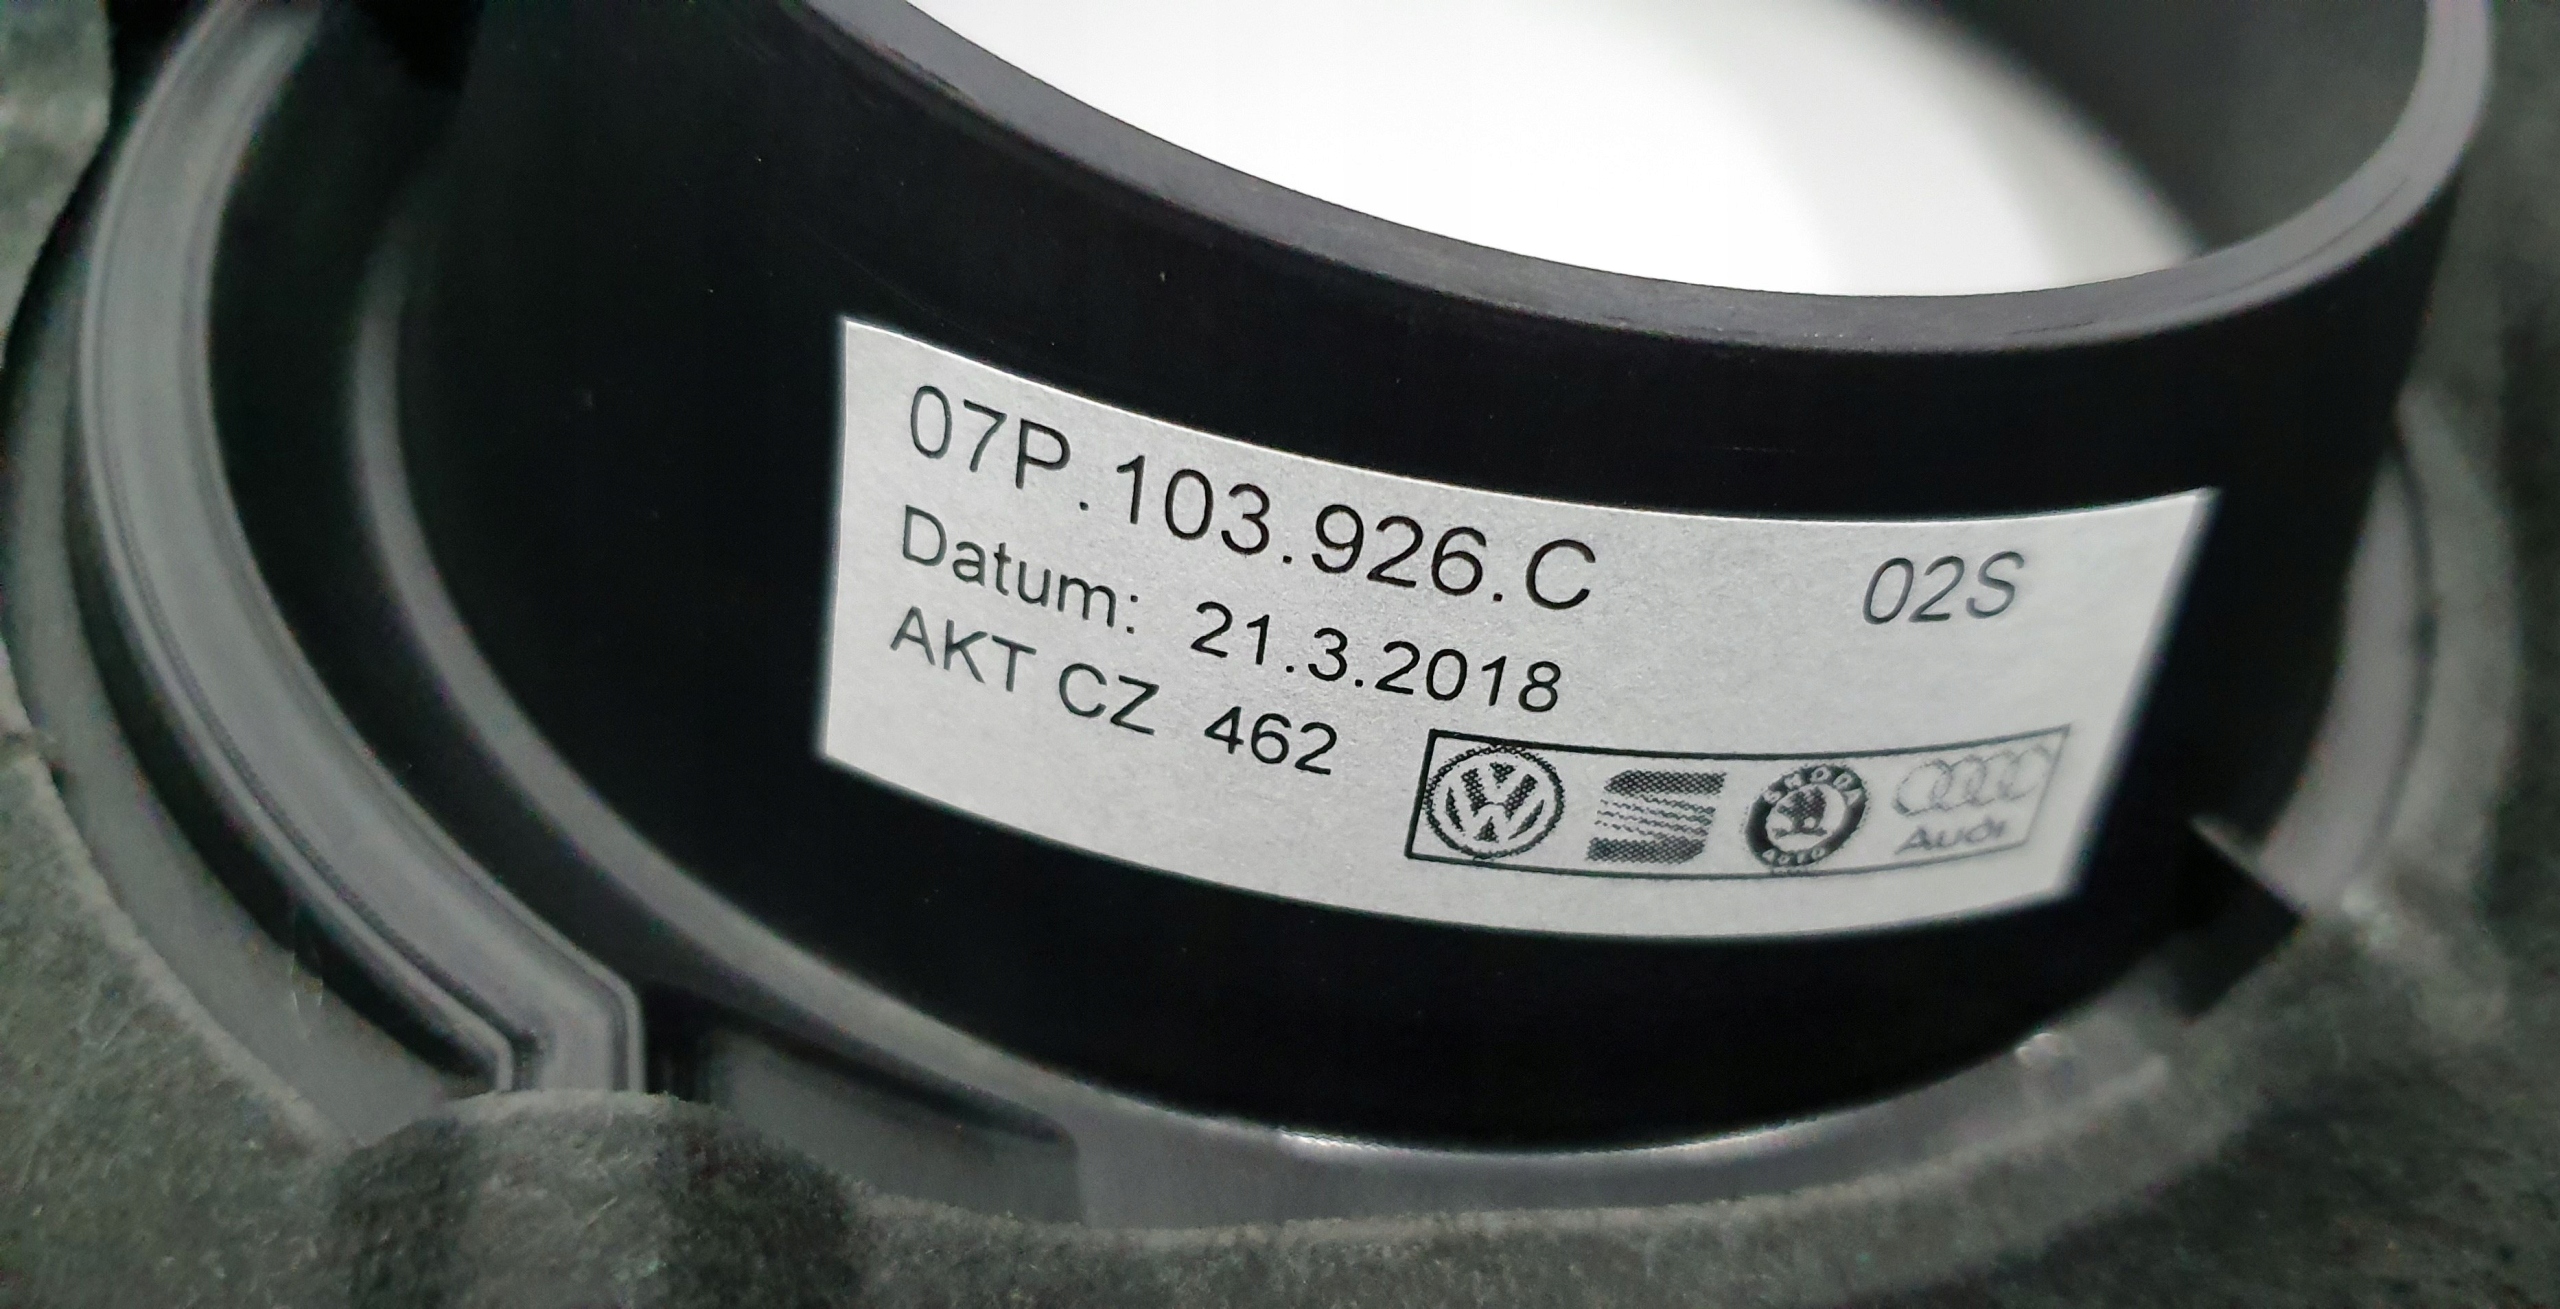 07P.103.926.C 02S
Datum: 21.3.2018
AKT CZ 462
SKODA
AUTO
Audi